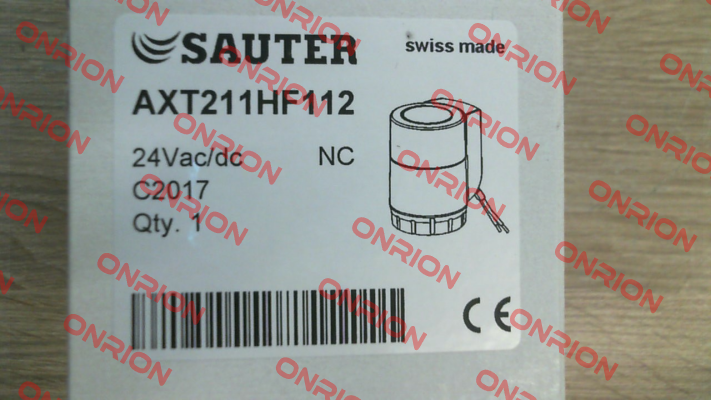 SAUTER swiss made
AXT211HF112
24Vac/dc NC
C2017
Qty. 1
CE
ONRION